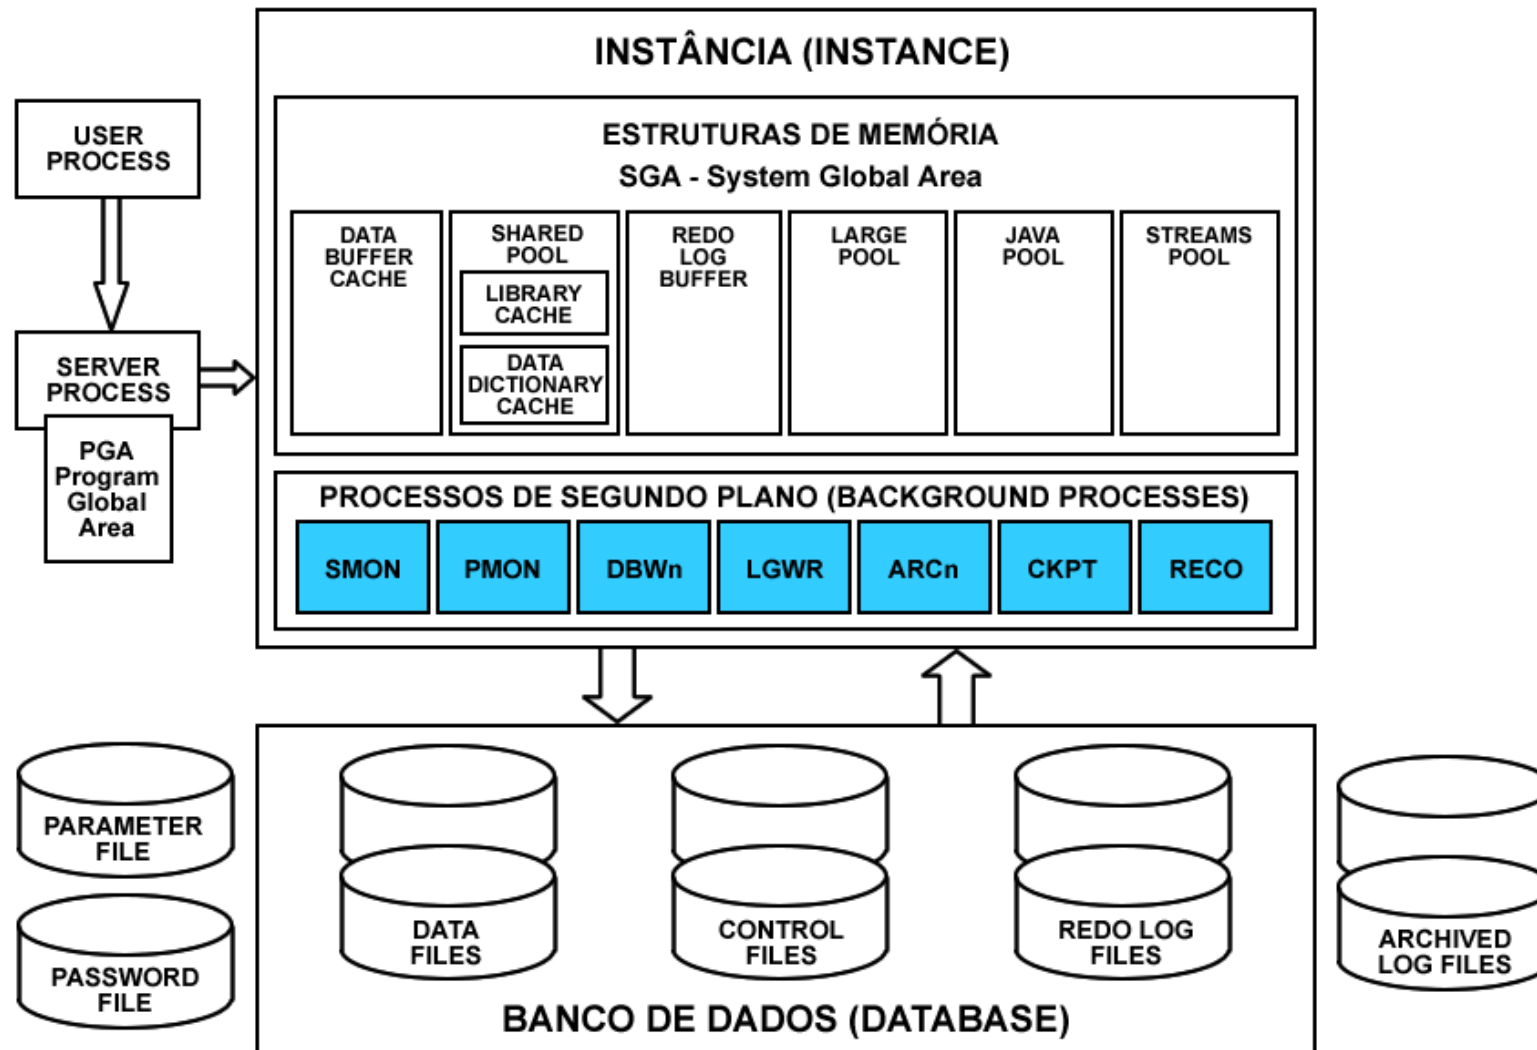 INSTÂNCIA (INSTANCE)
USER
PROCESS
SERVER
PROCESS
PGA
Program
Global
Area
ESTRUTURAS DE MEMÓRIA
SGA - System Global Area
DATA
BUFFER
CACHE
SHARED
POOL
LIBRARY
CACHE
DATA
DICTIONARY
CACHE
REDO
LOG
BUFFER
LARGE
POOL
JAVA
POOL
STREAMS
POOL
PROCESSOS DE SEGUNDO PLANO (BACKGROUND PROCESSES)
SMON
PMON
DBWn
LGWR
ARCn
CKPT
RECO
PARAMETER
FILE
PASSWORD
FILE
DATA
FILES
CONTROL
FILES
REDO LOG
FILES
ARCHIVED
LOG FILES
BANCO DE DADOS (DATABASE)